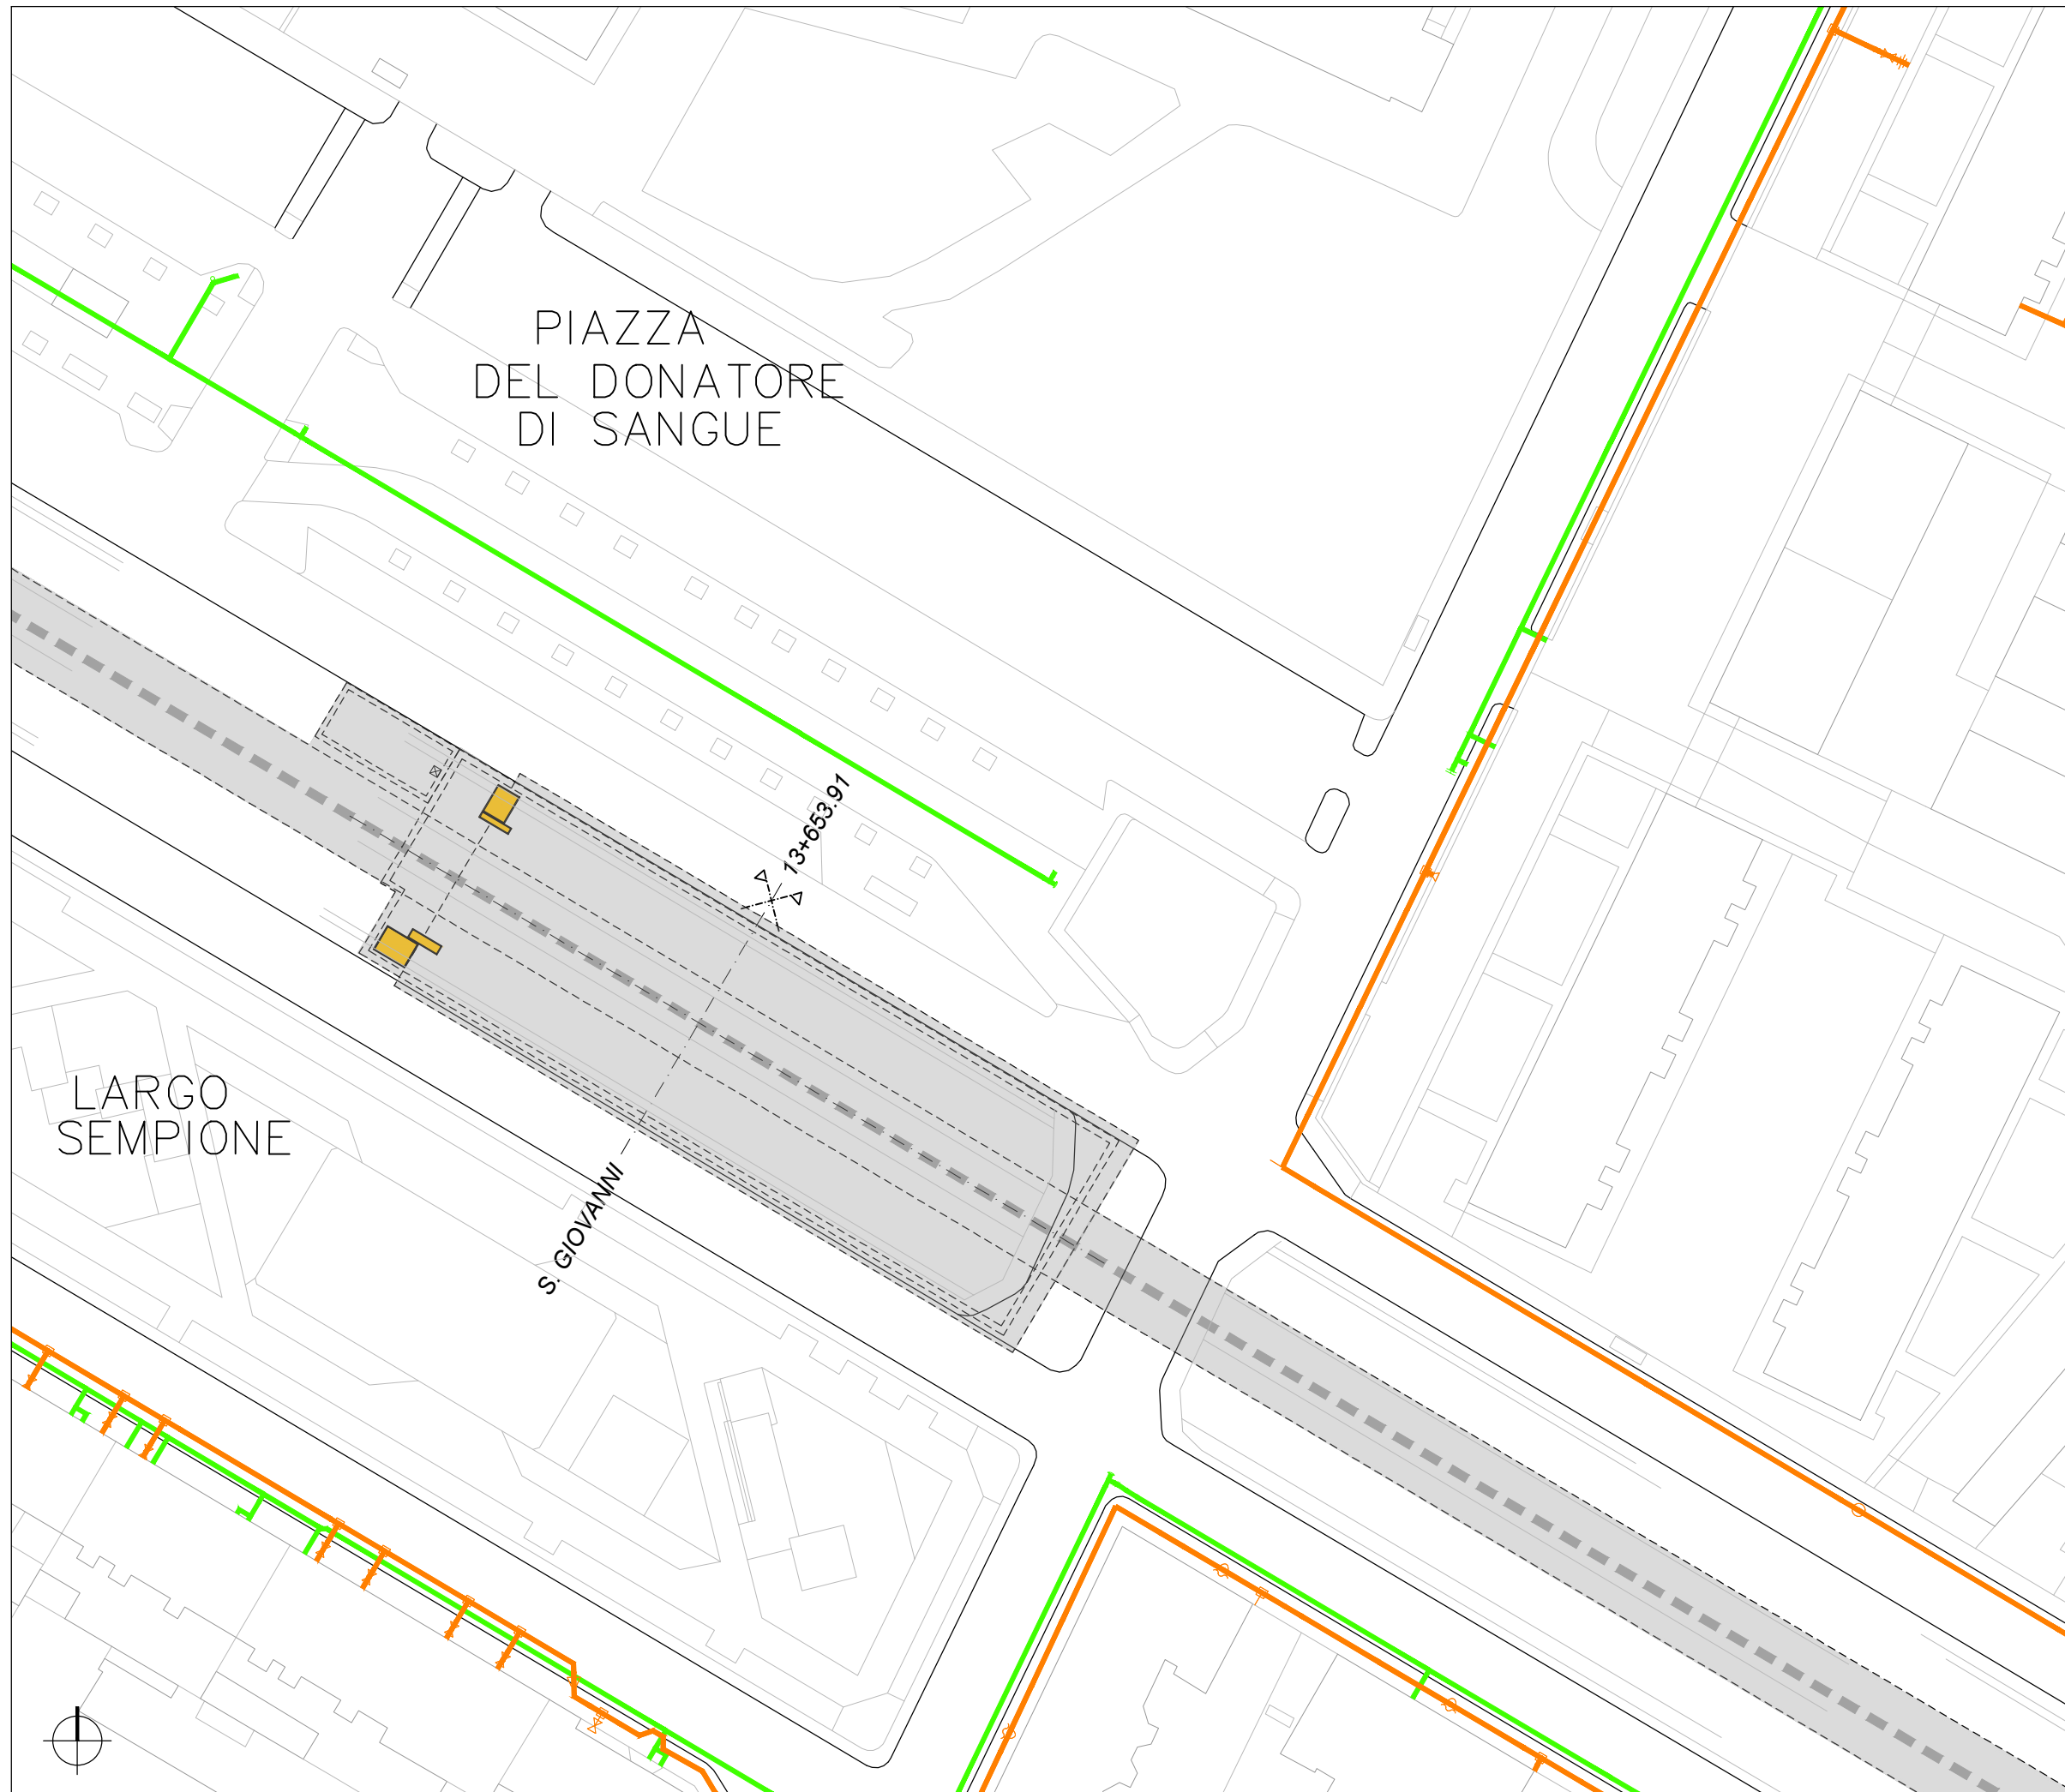 PIAZZA
DEL DONATORE
DI SANGUE
13+653.91
LARGO
SEMPIONE
S. GIOVANNI